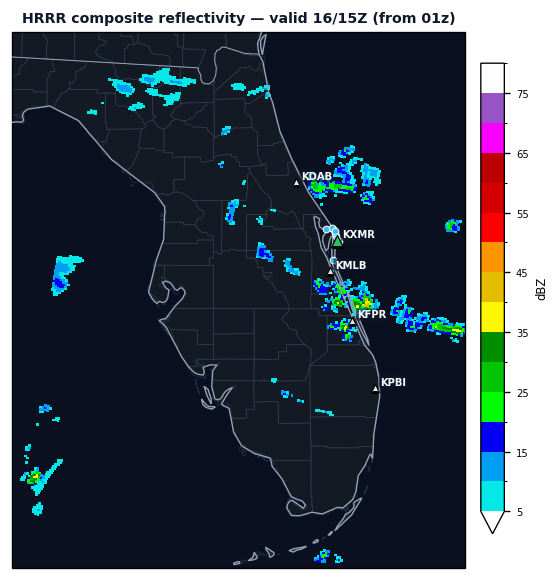 HRRR composite reflectivity — valid 16/15Z (from 01z)
KDAB
KXMR
KMLB
KFPR
KPBI
75
65
55
45
35
25
15
5
dBZ